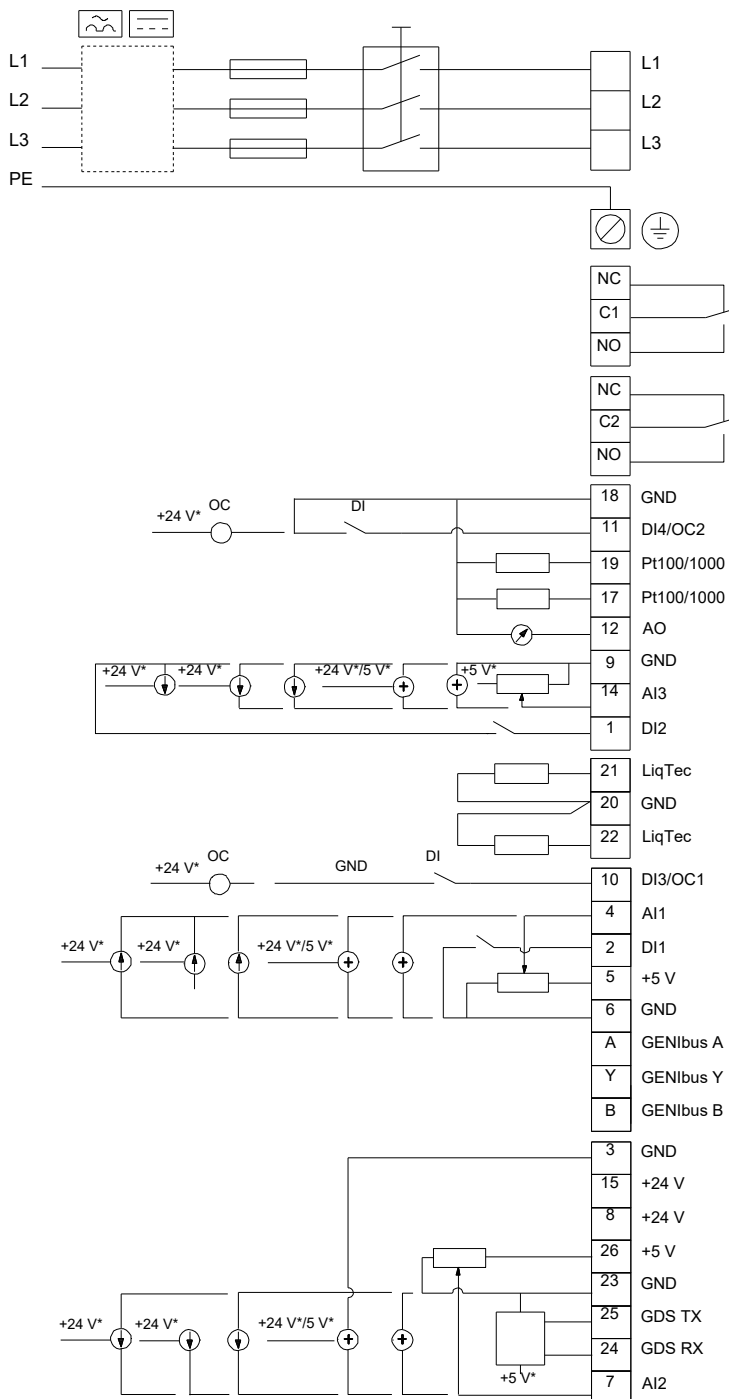 L1 L1
L2 L2
L3 L3
PE
NC
C1
NO
NC
C2
NO
18 GND
+24 V* OC DI 11 DI4/OC2
19 Pt100/1000
17 Pt100/1000
12 AO
9 GND
+24 V* +24 V* +24 V*/5 V* +5 V*
14 AI3
1 DI2
21 LiqTec
20 GND
22 LiqTec
+24 V* OC GND DI 10 DI3/OC1
4 AI1
+24 V* +24 V* +24 V*/5 V* 2 DI1
5 +5 V
6 GND
A GENIbus A
Y GENIbus Y
B GENIbus B
3 GND
15 +24 V
8 +24 V
26 +5 V
23 GND
25 GDS TX
+24 V* +24 V* +24 V*/5 V*
24 GDS RX
+5 V* 7 AI2